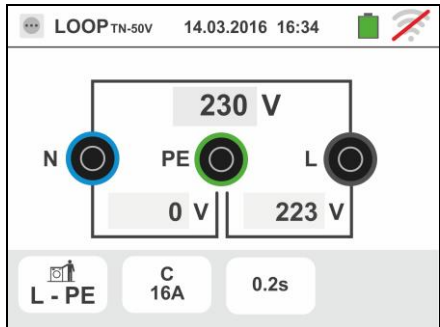 LOOP TN-50V 14.03.2016 16:34
230 V
N PE L
0 V 223 V
L - PE
C
16A
0.2s